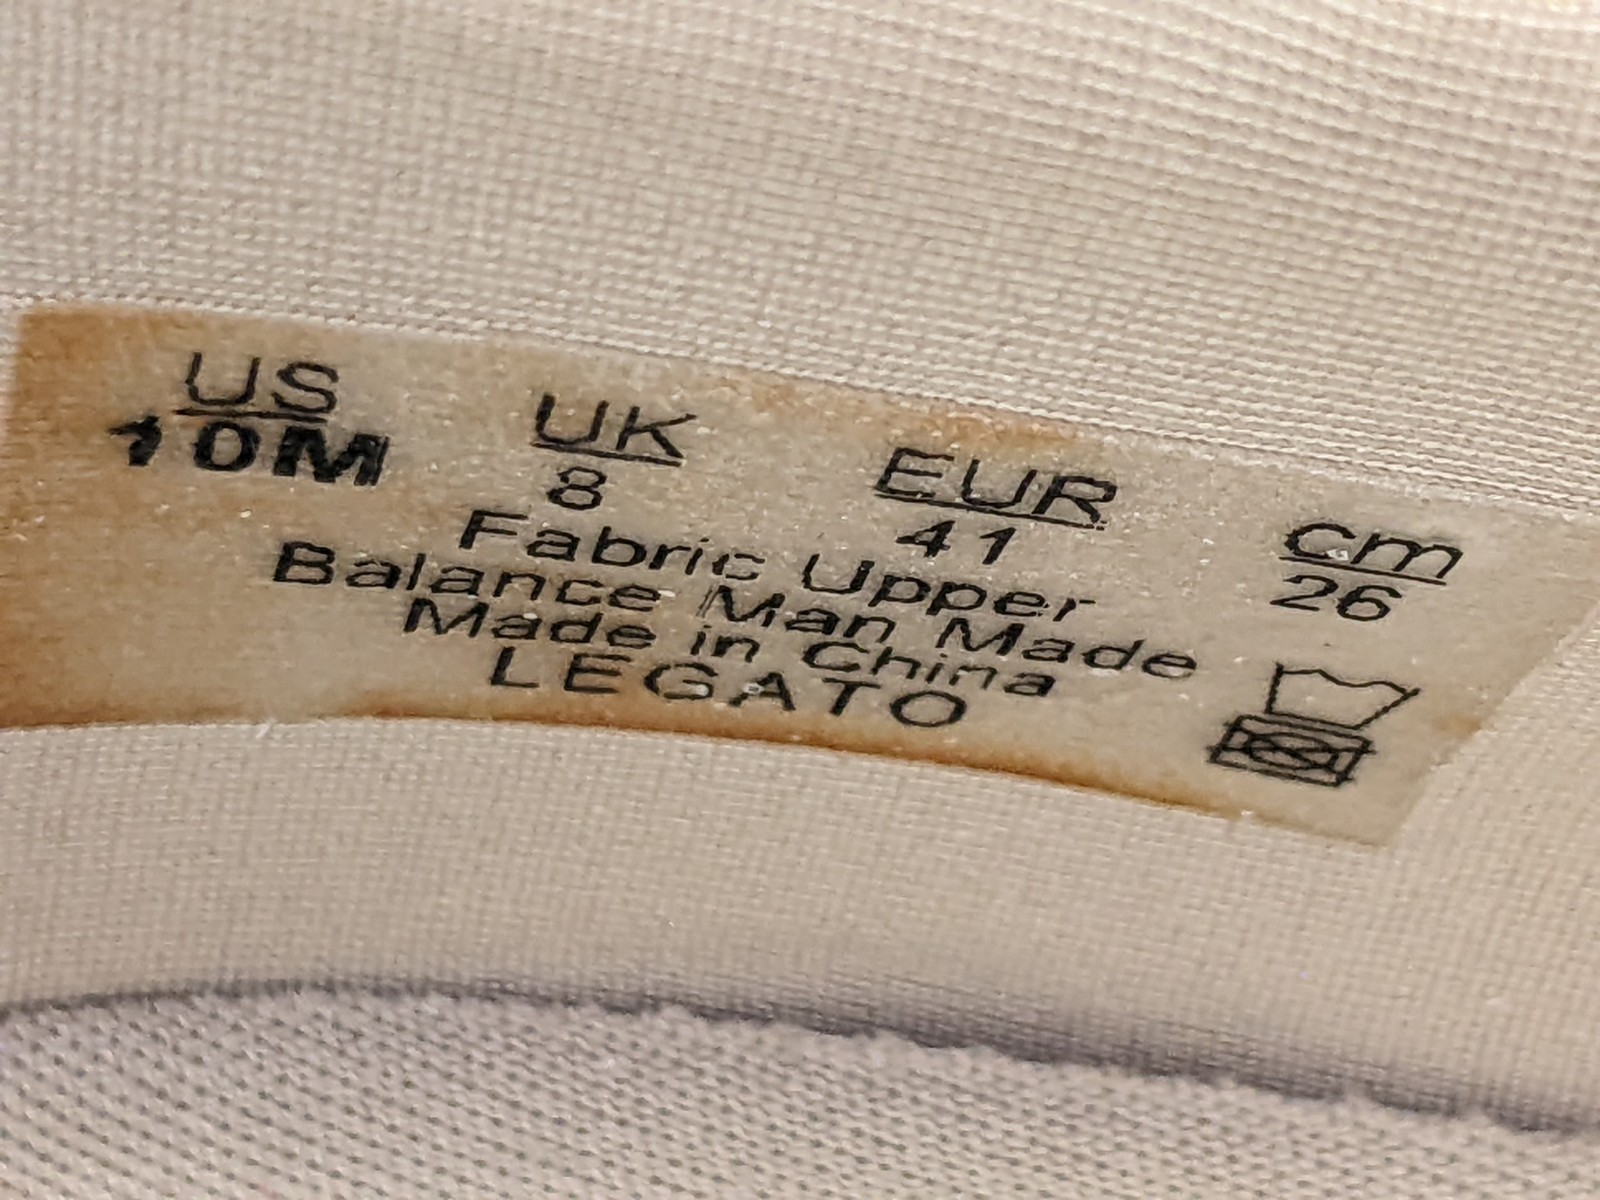 US UK EUR cm
10M 8 41 26
Fabric Upper
Balance Man Made
Made in China
LEGATO